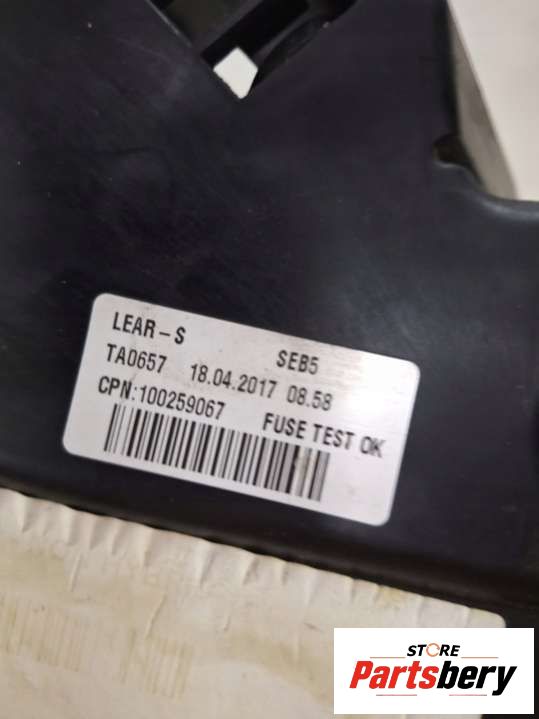 LEAR-S SEB5
TA0657 18.04.2017 08.58
CPN:100259067 FUSE TEST OK
STORE
Partsbery